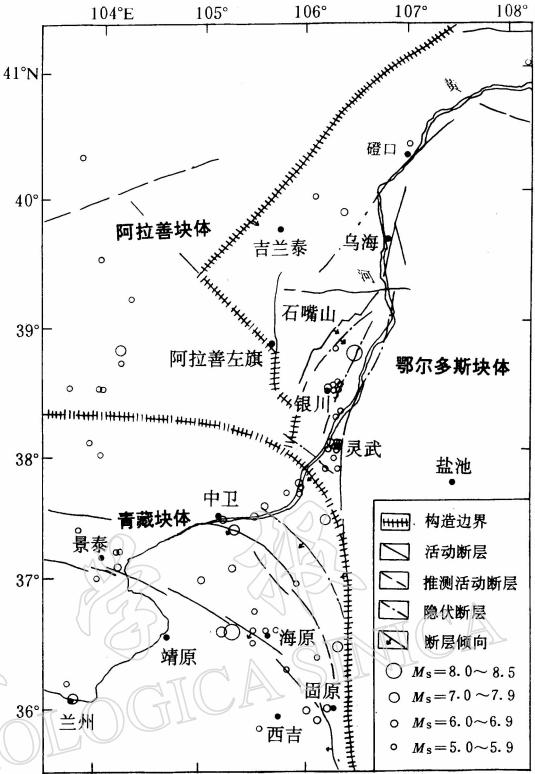 104°E 105° 106° 107° 108°
41°N
黄
磴口
40°
阿拉善块体
吉兰泰
乌海
河
石嘴山
39°
阿拉善左旗
鄂尔多斯块体
银川
灵武
38°
盐池
中卫
青藏块体
构造边界
景泰
活动断层
37°
推测活动断层
隐伏断层
海原
断层倾向
靖原
Ms=8.0～8.5
固原
Ms=7.0～7.9
36°
兰州
西吉
Ms=6.0～6.9
Ms=5.0～5.9
OLOGICA SINICA